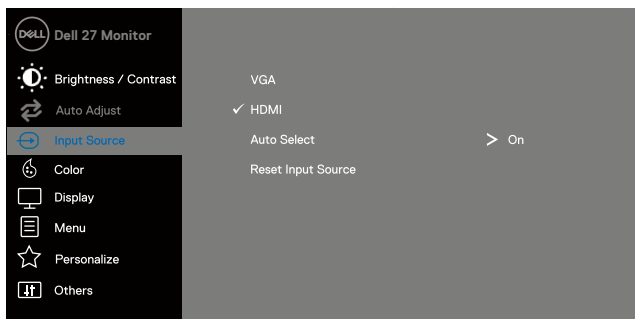 DELL Dell 27 Monitor
Brightness / Contrast
VGA
Auto Adjust
✓ HDMI
Input Source
Auto Select > On
Color
Reset Input Source
Display
Menu
Personalize
Others